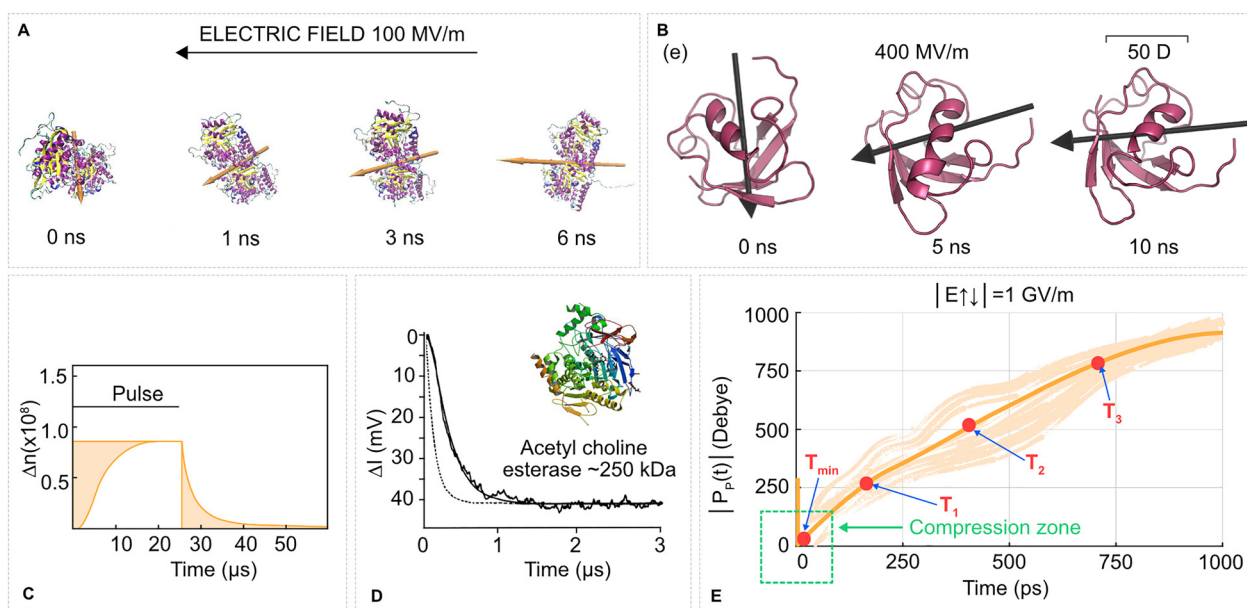 A
ELECTRIC FIELD 100 MV/m
0 ns
1 ns
3 ns
6 ns
B
(e)
400 MV/m
50 D
0 ns
5 ns
10 ns
1.5
1.0
0.5
Δn(x10⁸)
Pulse
10
20
30
40
50
Time (µs)
C
0
10
20
30
40
ΔI (mV)
Acetyl choline
esterase ~250 kDa
0
1
2
3
Time (µs)
D
|E↑↓| =1 GV/m
1000
750
500
250
0
|P_P(t)| (Debye)
T_min
T_1
T_2
T_3
Compression zone
0
250
500
750
1000
Time (ps)
E